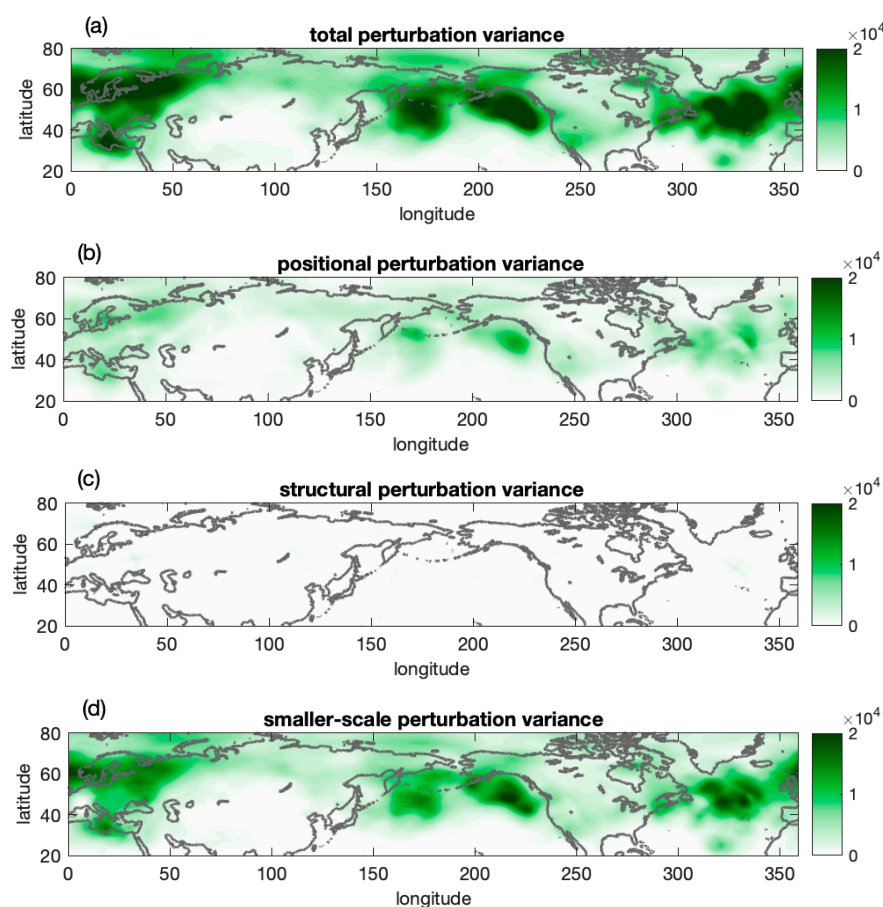 (a)
total perturbation variance
×10⁴
80
60
40
20
latitude
0 50 100 150 200 250 300 350
longitude
2
1
0
(b)
positional perturbation variance
×10⁴
80
60
40
20
latitude
0 50 100 150 200 250 300 350
longitude
2
1
0
(c)
structural perturbation variance
×10⁴
80
60
40
20
latitude
0 50 100 150 200 250 300 350
longitude
2
1
0
(d)
smaller-scale perturbation variance
×10⁴
80
60
40
20
latitude
0 50 100 150 200 250 300 350
longitude
2
1
0